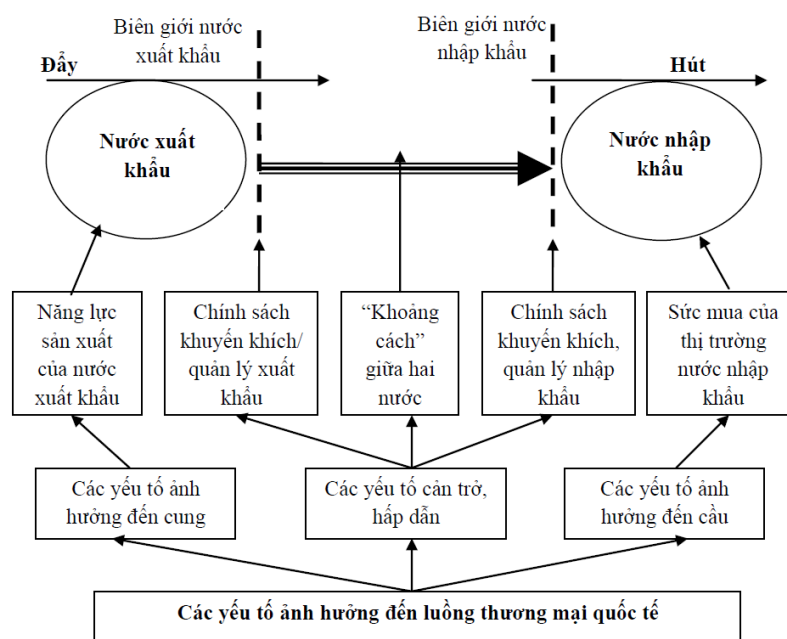 Biên giới nước
xuất khẩu
Biên giới nước
nhập khẩu
Đẩy
Hút
Nước xuất
khẩu
Nước nhập
khẩu
Năng lực
sản xuất
của nước
xuất khẩu
Chính sách
khuyến khích/
quản lý xuất
khẩu
“Khoảng
cách”
giữa hai
nước
Chính sách
khuyến khích,
quản lý nhập
khẩu
Sức mua của
thị trường
nước nhập
khẩu
Các yếu tố ảnh
hưởng đến cung
Các yếu tố cản trở,
hấp dẫn
Các yếu tố ảnh
hưởng đến cầu
Các yếu tố ảnh hưởng đến luồng thương mại quốc tế